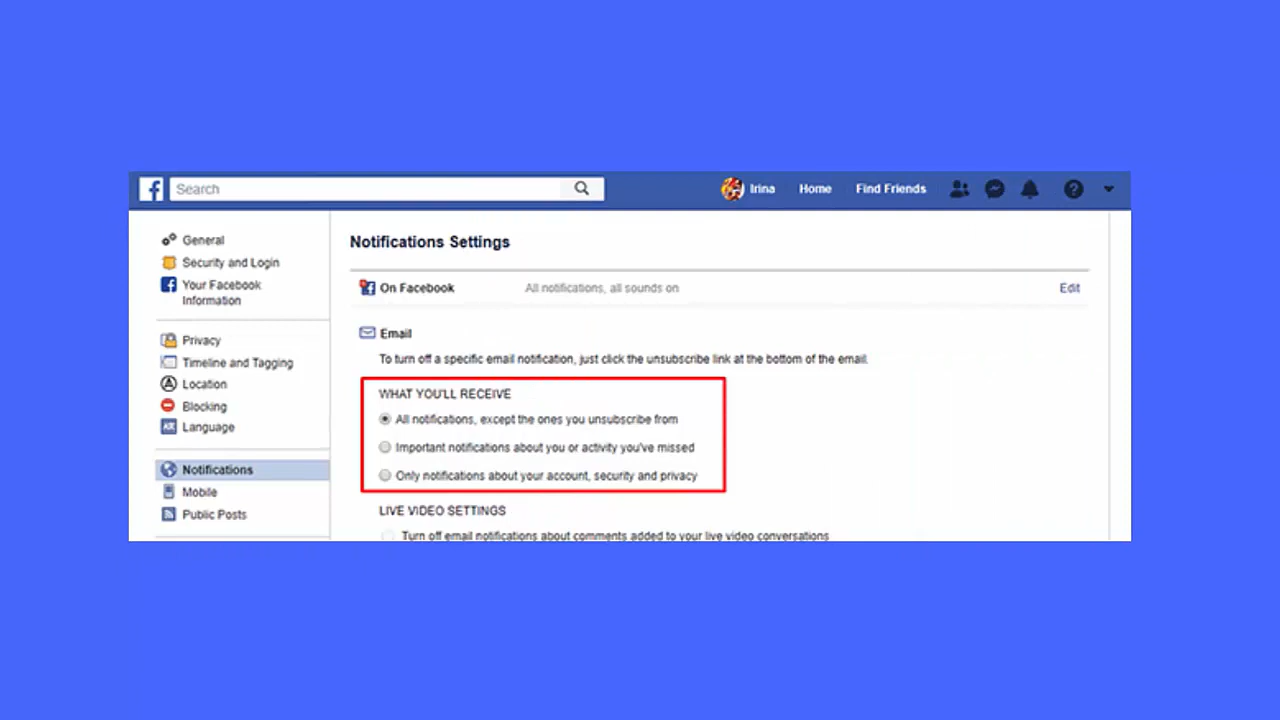 Search
Irina
Home
Find Friends
General
Security and Login
Your Facebook
Information
Privacy
Timeline and Tagging
Location
Blocking
Language
Notifications
Mobile
Public Posts
Notifications Settings
On Facebook All notifications, all sounds on Edit
Email
To turn off a specific email notification, just click the unsubscribe link at the bottom of the email.
WHAT YOU'LL RECEIVE
All notifications, except the ones you unsubscribe from
Important notifications about you or activity you've missed
Only notifications about your account, security and privacy
LIVE VIDEO SETTINGS
Turn off email notifications about comments added to your live video conversations